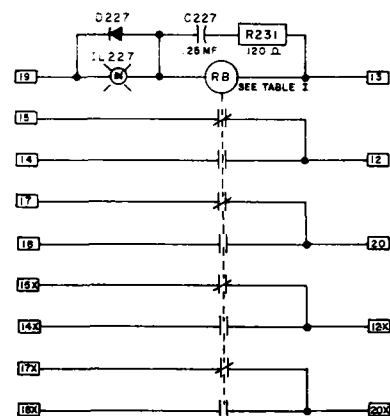 D227
C227
R231
IL227
.25 MF
120 Ω
19
RB
SEE TABLE I
13
15
14
12
17
18
20
15X
14X
12X
17X
18X
20X